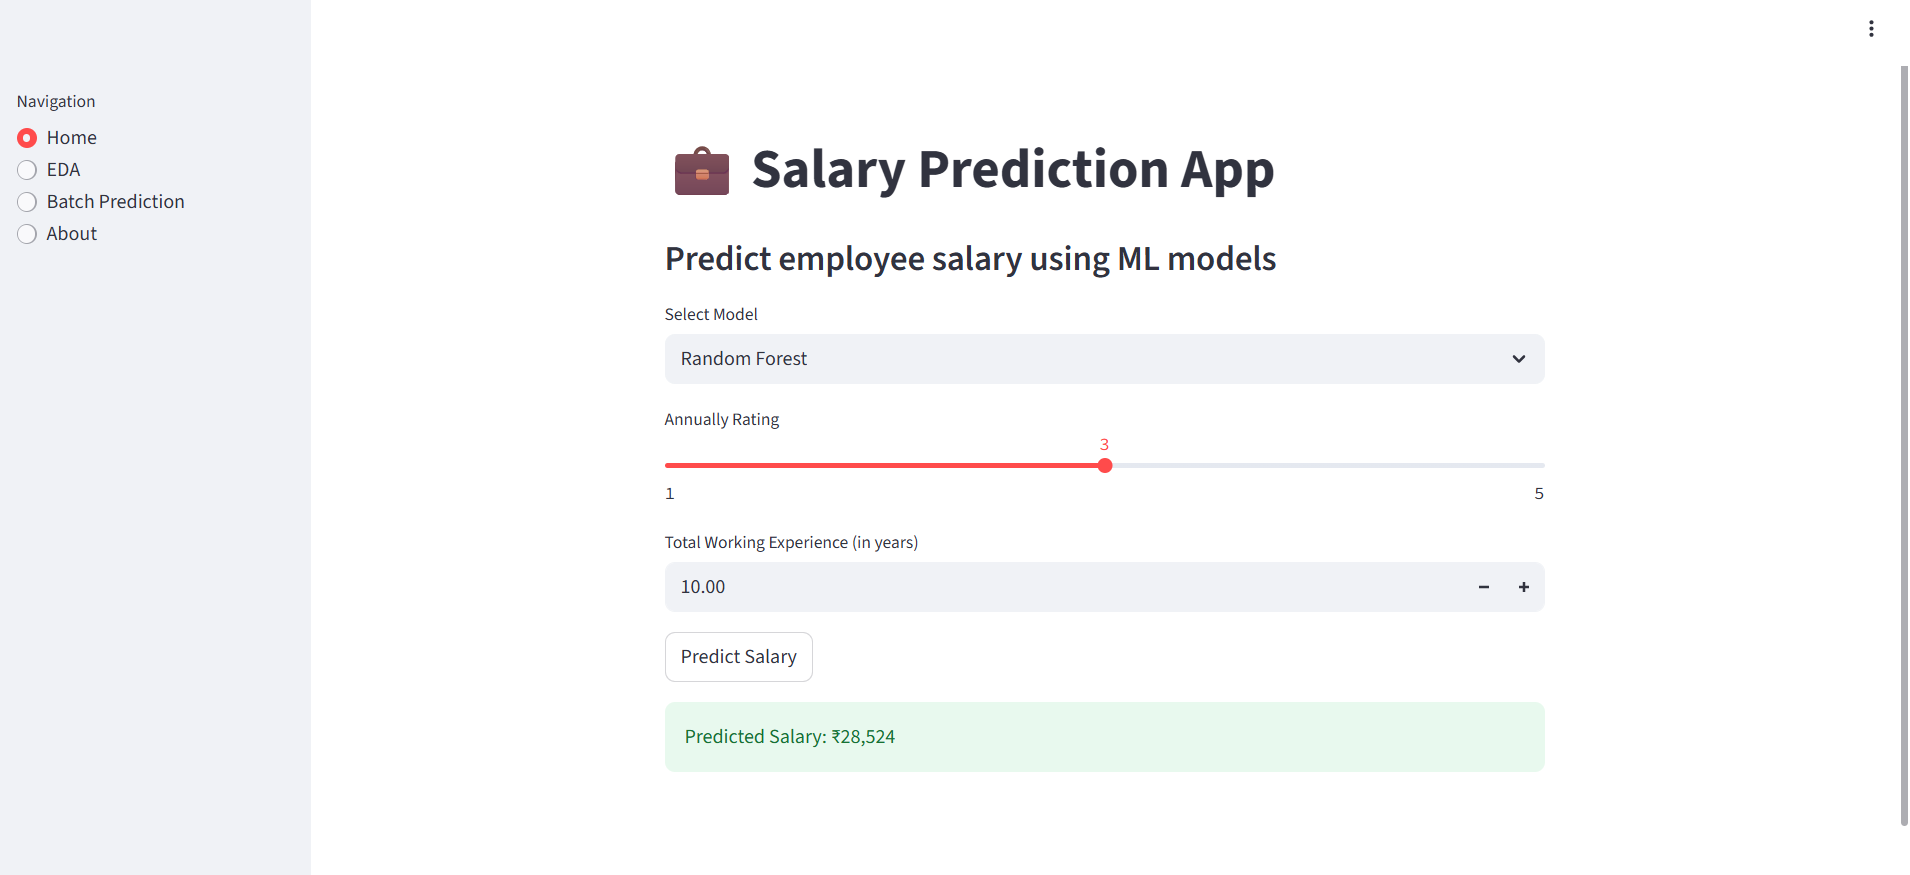 Navigation
Home
EDA
Batch Prediction
About
Salary Prediction App
Predict employee salary using ML models
Select Model
Random Forest
Annually Rating
3
1 5
Total Working Experience (in years)
10.00
Predict Salary
Predicted Salary: ₹28,524